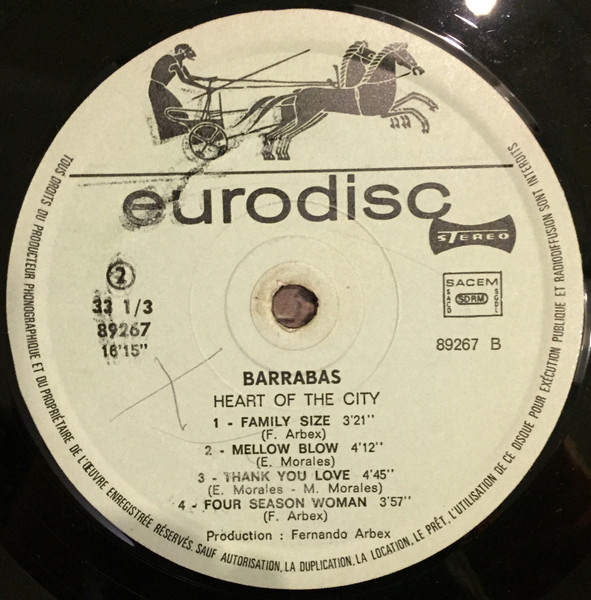 eurodisc
STEREO
2
33 1/3
89267
16'15"
SACEM
SACD SDRM SGDL
89267 B
BARRABAS
HEART OF THE CITY
1 - FAMILY SIZE 3'21"
(F. Arbex)
2 - MELLOW BLOW 4'12"
(E. Morales)
3 - THANK YOU LOVE 4'45"
(E. Morales - M. Morales)
4 - FOUR SEASON WOMAN 3'57"
(F. Arbex)
Production : Fernando Arbex
TOUS DROITS DU PRODUCTEUR PHONOGRAPHIQUE ET DU PROPRIÉTAIRE DE L'ŒUVRE ENREGISTRÉE RÉSERVÉS. SAUF AUTORISATION, LA DUPLICATION, LA LOCATION, LE PRÊT, L'UTILISATION DE CE DISQUE POUR EXÉCUTION PUBLIQUE ET RADIODIFFUSION SONT INTERDITS